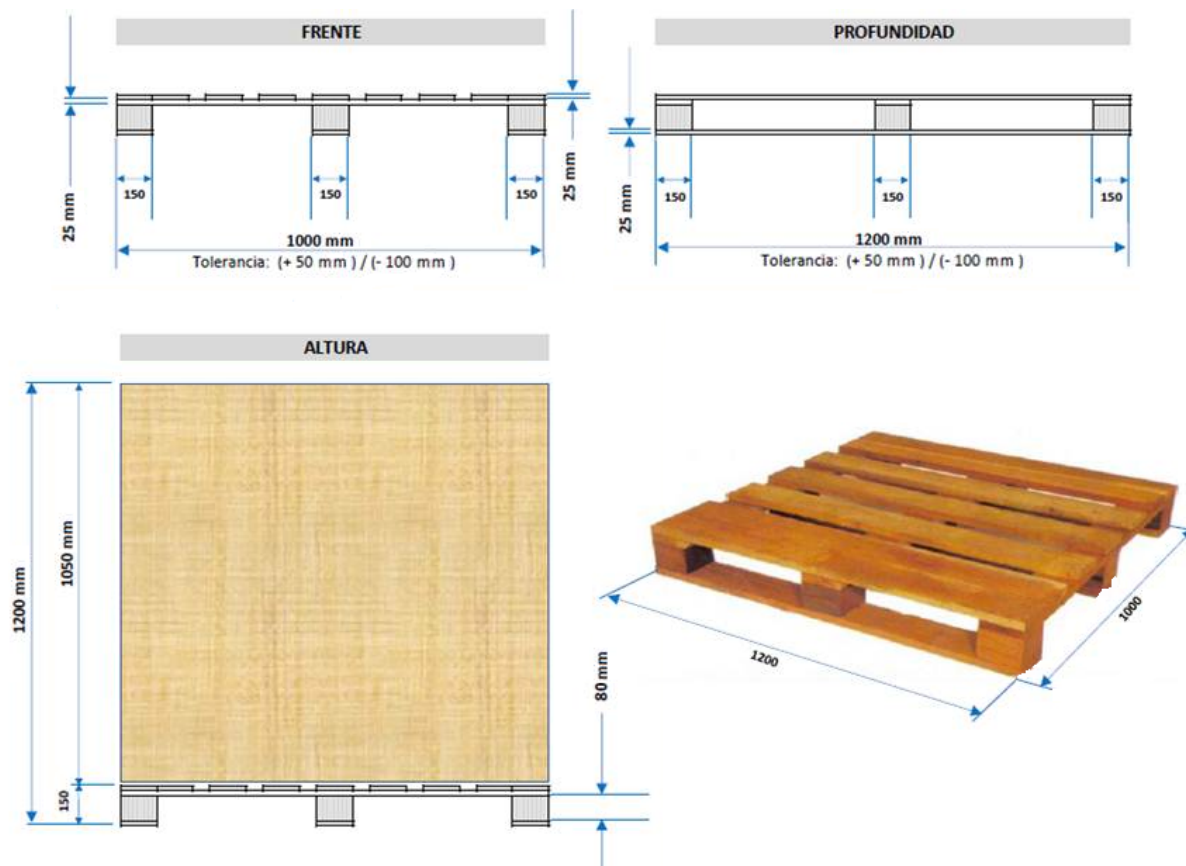 FRENTE
25 mm
150
150
150
25 mm
1000 mm
Tolerancia: (+ 50 mm ) / (- 100 mm )
PROFUNDIDAD
25 mm
150
150
150
1200 mm
Tolerancia: (+ 50 mm ) / (- 100 mm )
ALTURA
1200 mm
1050 mm
150
80 mm
1200
1000